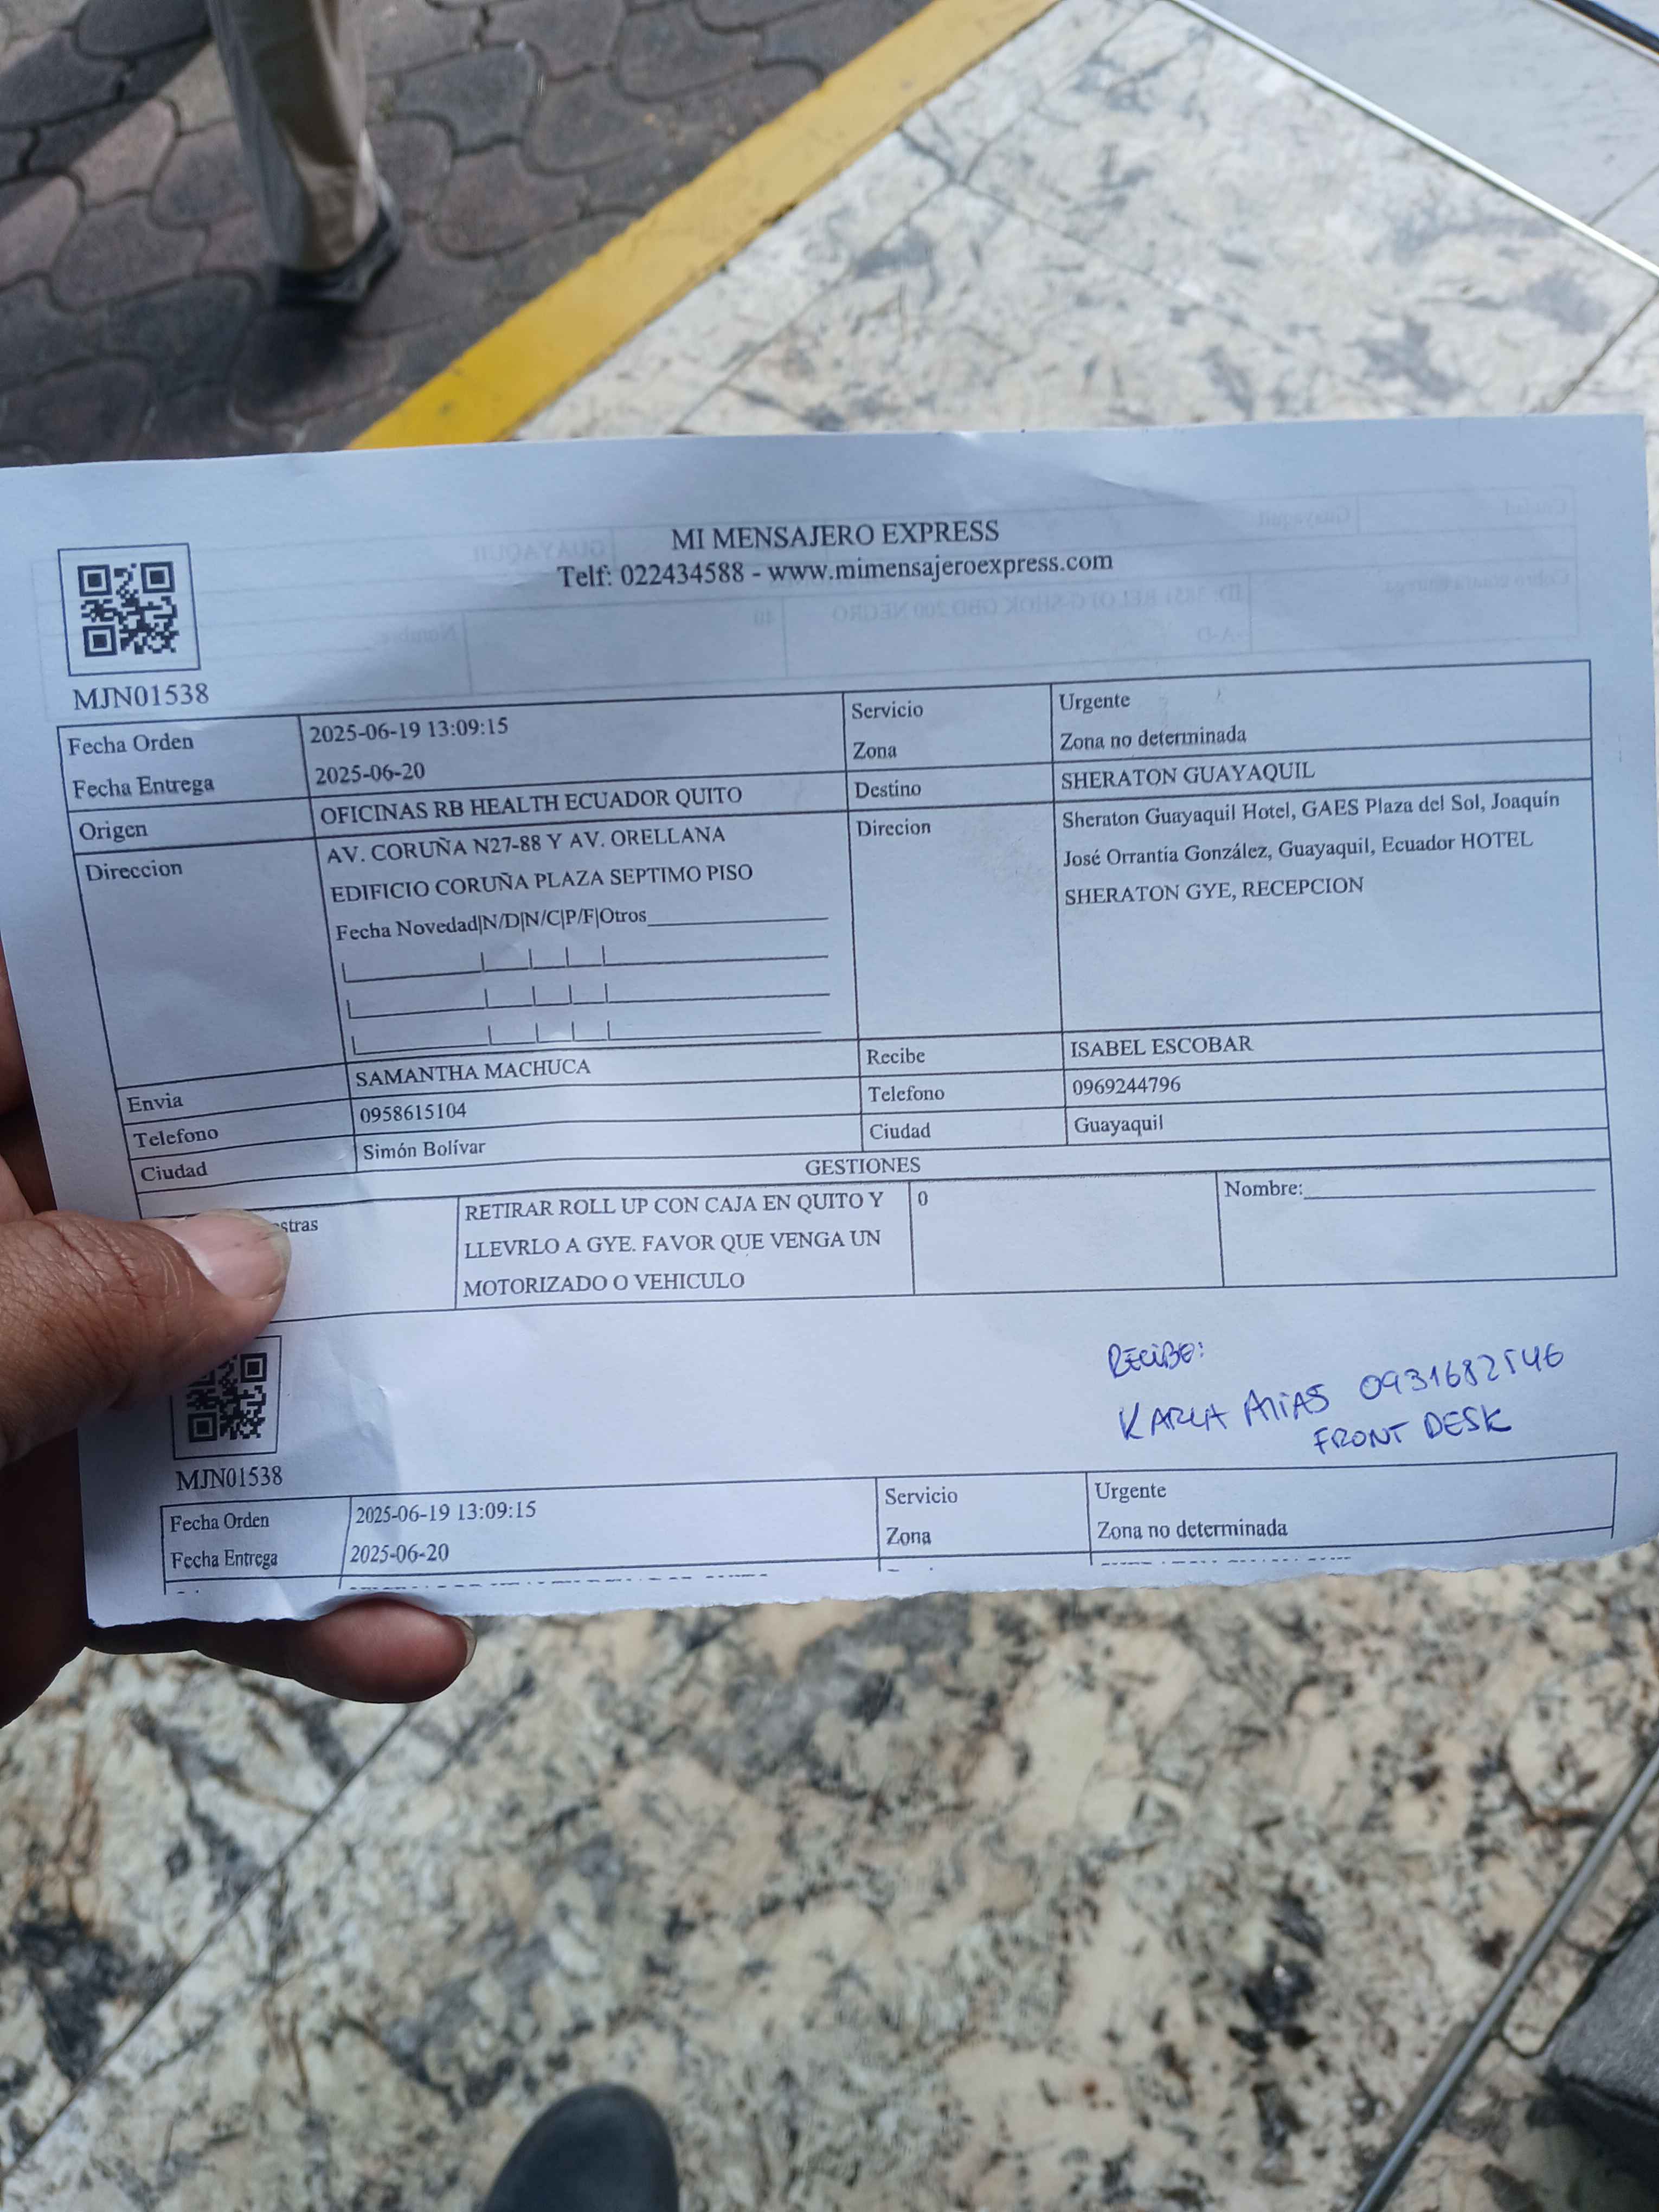 MI MENSAJERO EXPRESS
Telf: 022434588 - www.mimensajeroexpress.com
MJN01538
Fecha Orden 2025-06-19 13:09:15 Servicio Urgente
Fecha Entrega 2025-06-20 Zona Zona no determinada
Origen OFICINAS RB HEALTH ECUADOR QUITO Destino SHERATON GUAYAQUIL
Direccion AV. CORUÑA N27-88 Y AV. ORELLANA Direcion Sheraton Guayaquil Hotel, GAES Plaza del Sol, Joaquín
EDIFICIO CORUÑA PLAZA SEPTIMO PISO José Orrantia González, Guayaquil, Ecuador HOTEL
Fecha Novedad|N/D|N/C|P/F|Otros SHERATON GYE, RECEPCION
Envia SAMANTHA MACHUCA Recibe ISABEL ESCOBAR
Telefono 0958615104 Telefono 0969244796
Ciudad Simón Bolívar Ciudad Guayaquil
GESTIONES
stras RETIRAR ROLL UP CON CAJA EN QUITO Y 0 Nombre:
LLEVRLO A GYE. FAVOR QUE VENGA UN
MOTORIZADO O VEHICULO
RECIBE:
KARLA 0931682546
FRONT DESK
MJN01538
Fecha Orden 2025-06-19 13:09:15 Servicio Urgente
Fecha Entrega 2025-06-20 Zona Zona no determinada